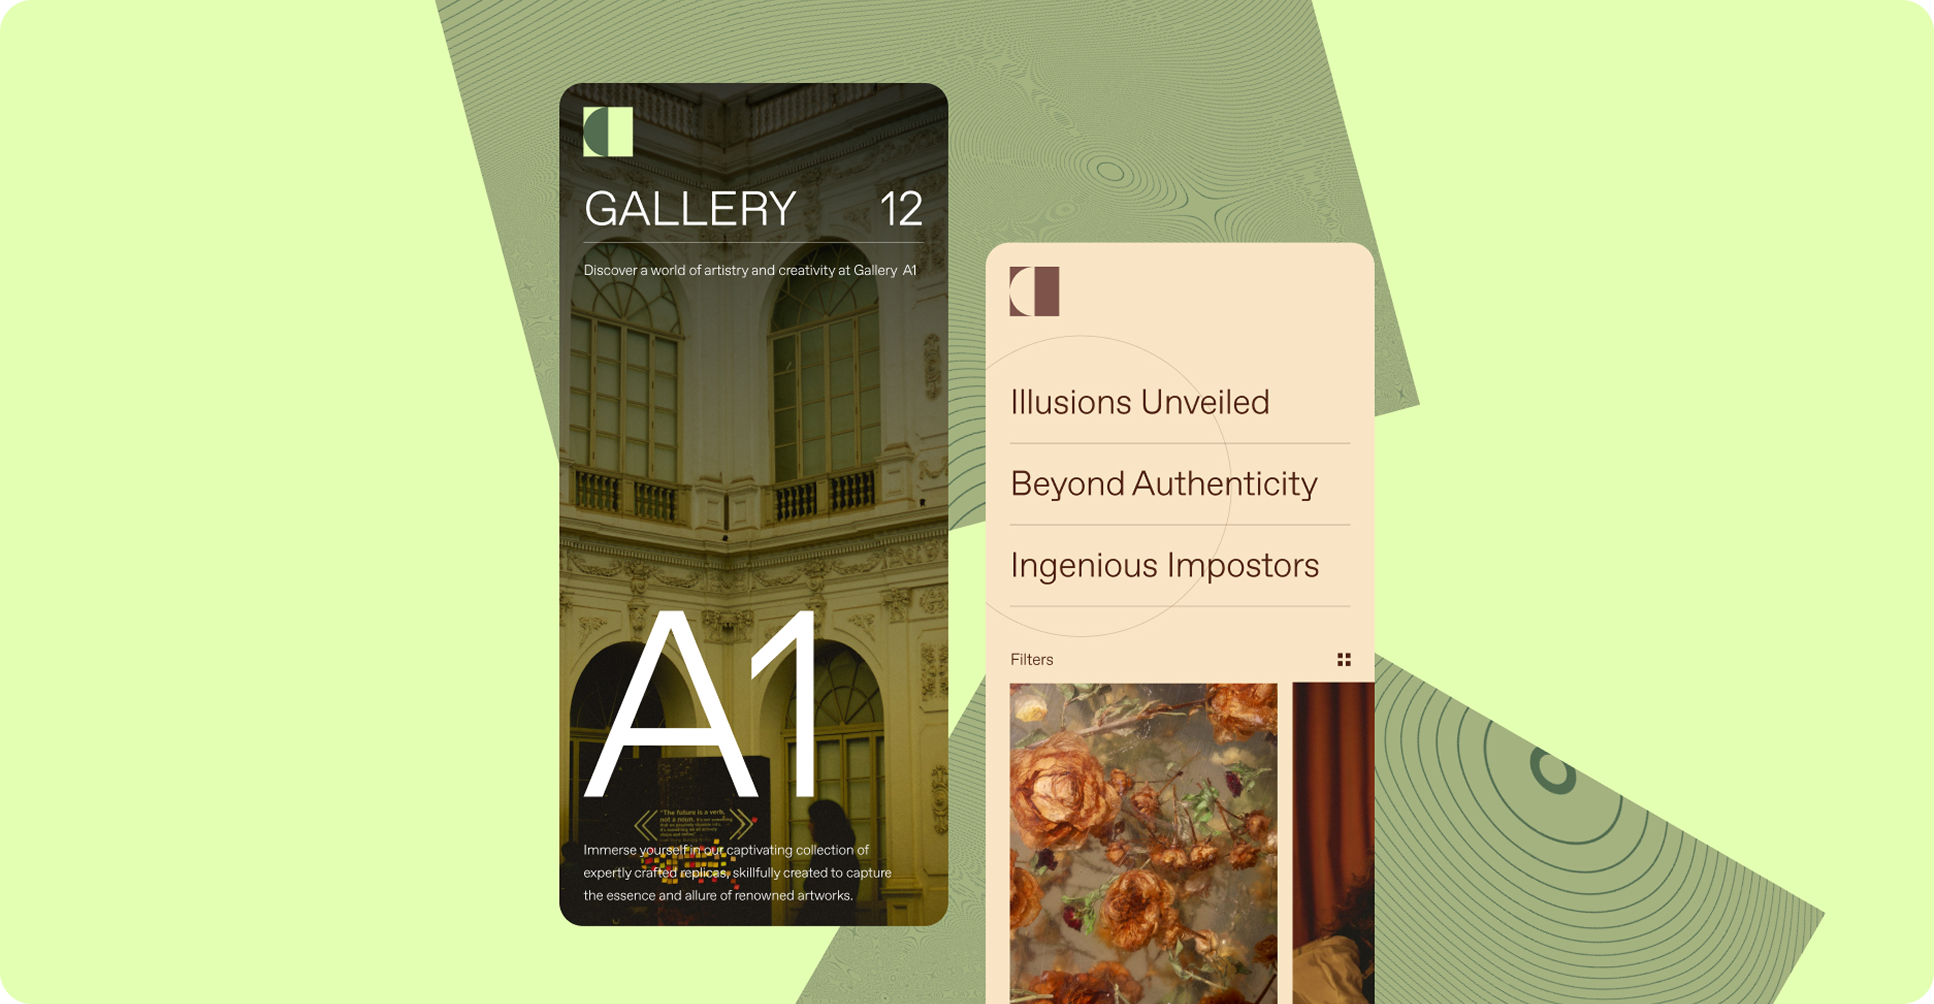 GALLERY 12
Discover a world of artistry and creativity at Gallery A1
A1
"The future is a verb,
not a noun.
Immerse yourself in our captivating collection of
expertly crafted replicas, skillfully created to capture
the essence and allure of renowned artworks.
Illusions Unveiled
Beyond Authenticity
Ingenious Impostors
Filters